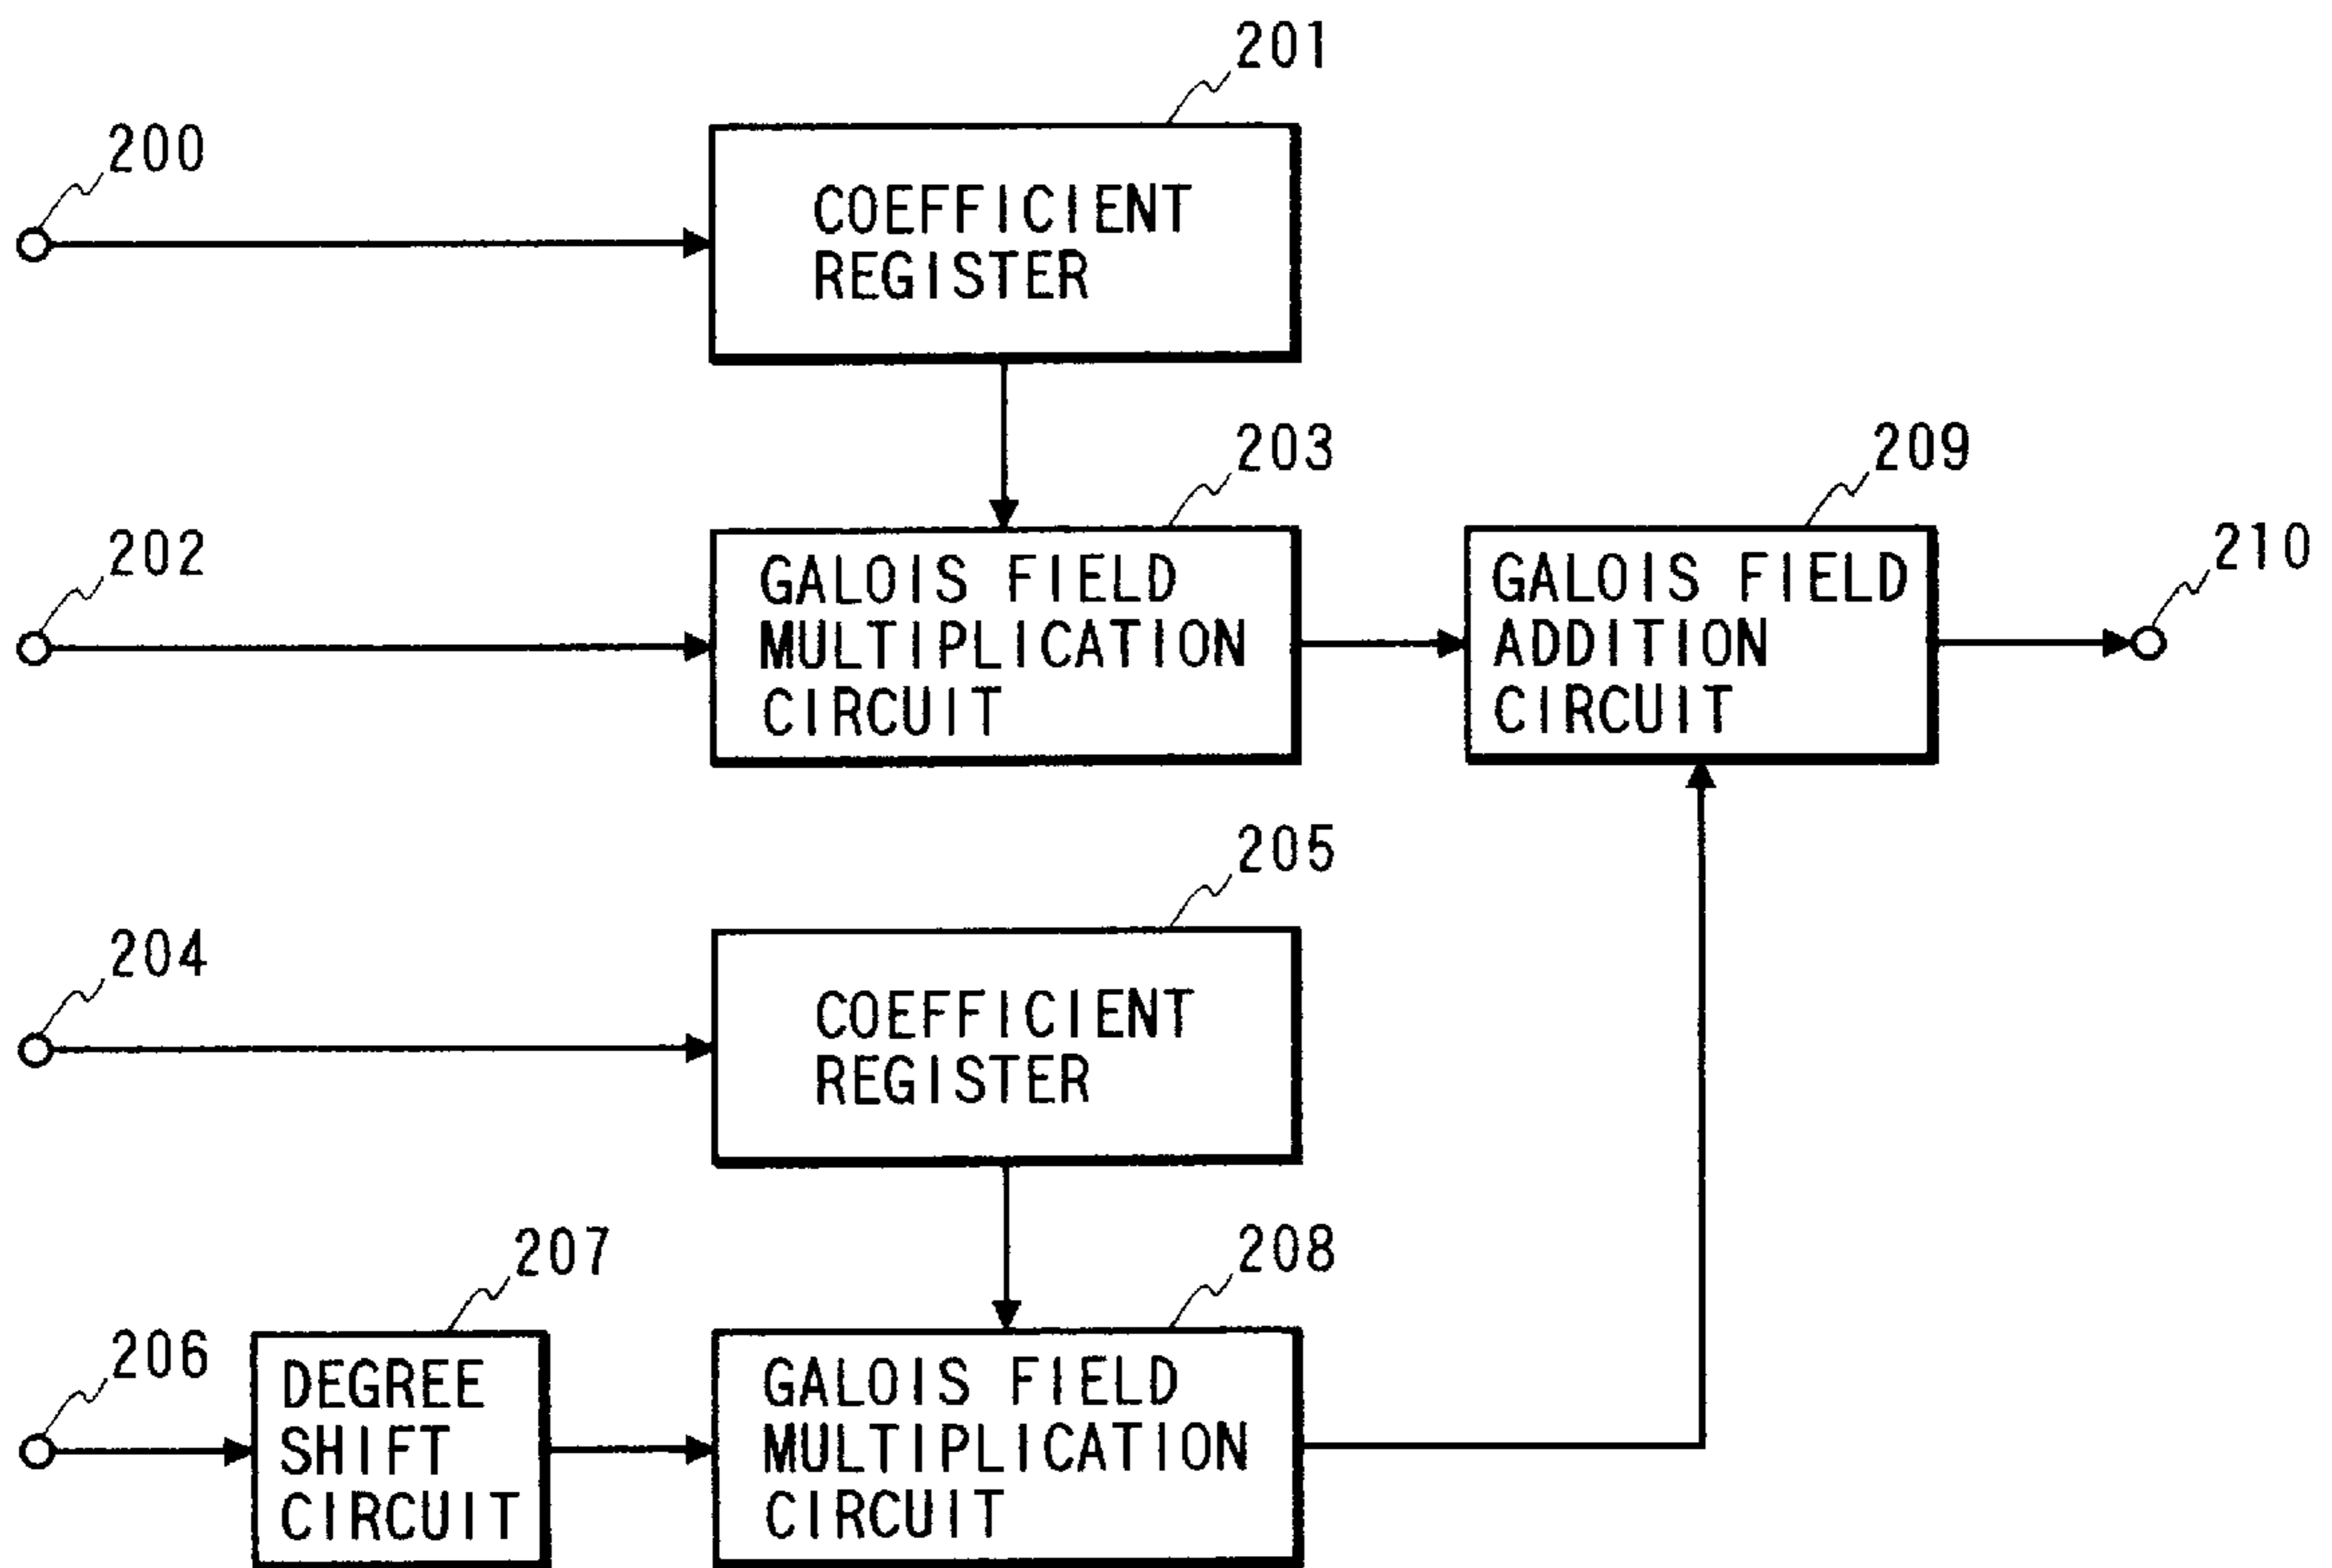 201
200
COEFFICIENT
REGISTER
203
209
202
210
GALOIS FIELD
MULTIPLICATION
CIRCUIT
GALOIS FIELD
ADDITION
CIRCUIT
205
204
COEFFICIENT
REGISTER
207
208
206
DEGREE
SHIFT
CIRCUIT
GALOIS FIELD
MULTIPLICATION
CIRCUIT